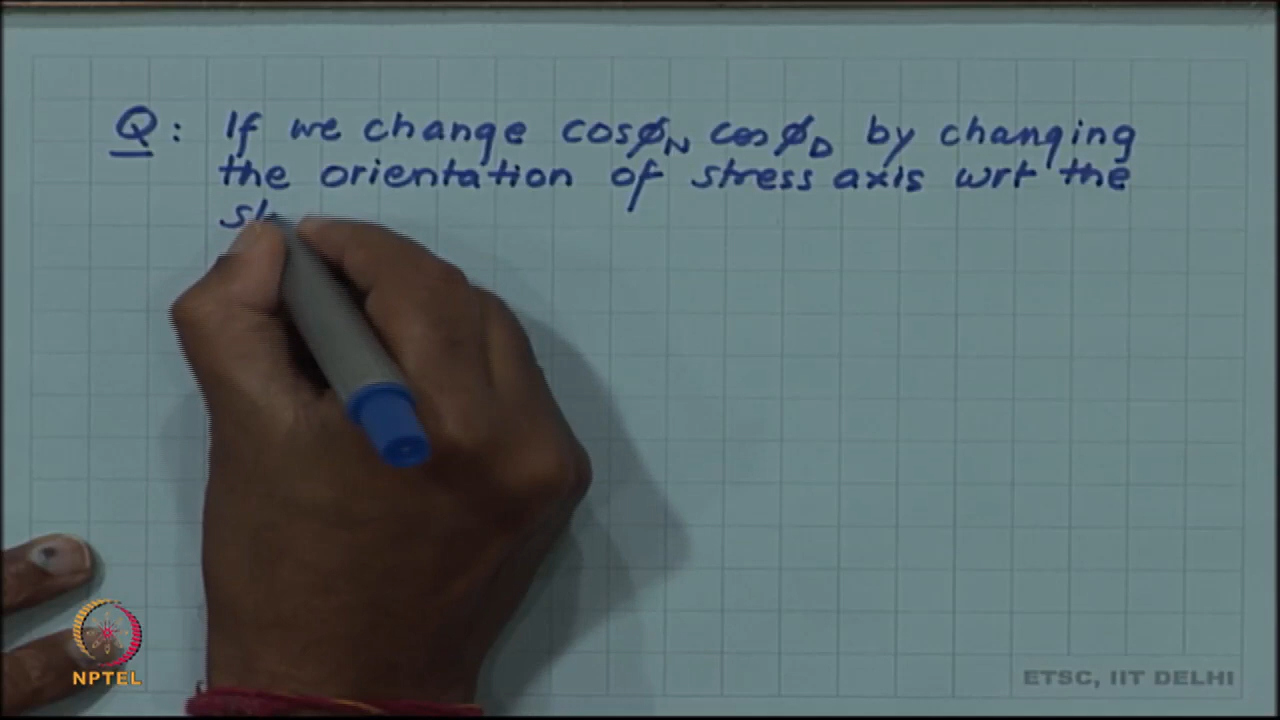 Q: If we change cosϕN cosϕD by changing
the orientation of stress axis wrt the
NPTEL
ETSC, IIT DELHI